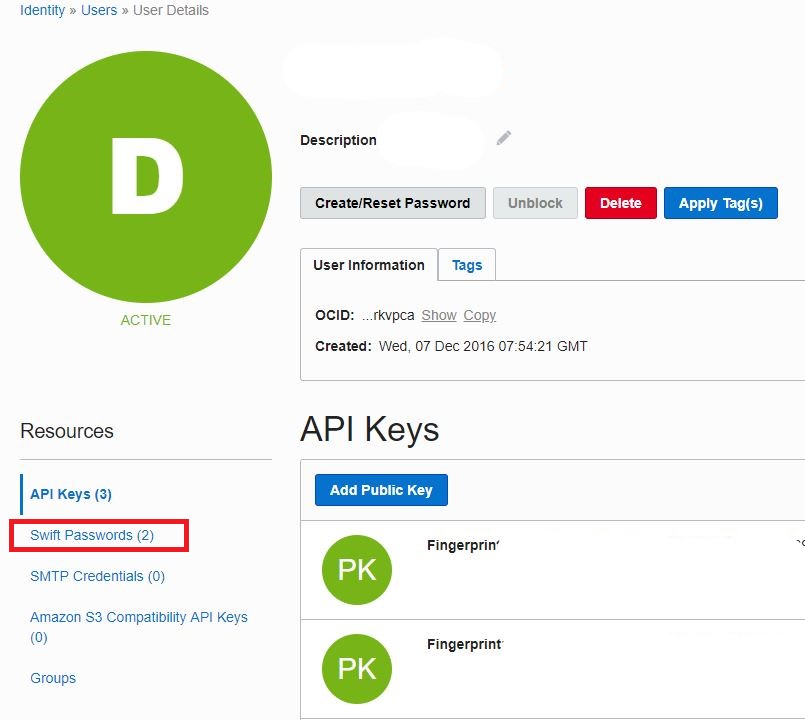 Identity » Users » User Details
D
ACTIVE
Description
Create/Reset Password Unblock Delete Apply Tag(s)
User Information Tags
OCID: ...rkvpca Show Copy
Created: Wed, 07 Dec 2016 07:54:21 GMT
Resources
API Keys (3)
Swift Passwords (2)
SMTP Credentials (0)
Amazon S3 Compatibility API Keys
(0)
Groups
API Keys
Add Public Key
PK Fingerprint
PK Fingerprint